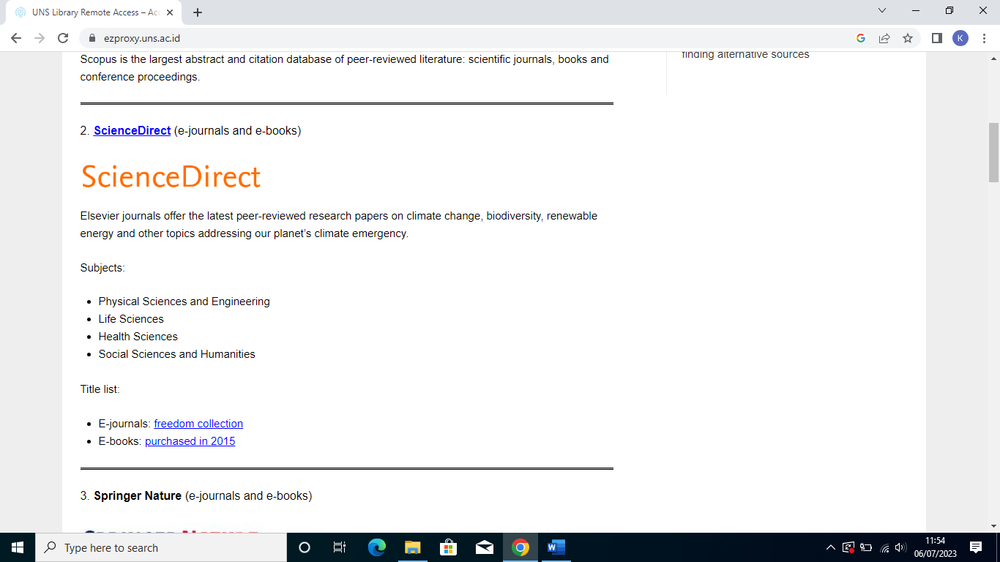 UNS Library Remote Access – Acc
ezproxy.uns.ac.id
K
Scopus is the largest abstract and citation database of peer-reviewed literature: scientific journals, books and
conference proceedings.
finding alternative sources
2. ScienceDirect (e-journals and e-books)
ScienceDirect
Elsevier journals offer the latest peer-reviewed research papers on climate change, biodiversity, renewable
energy and other topics addressing our planet’s climate emergency.
Subjects:
• Physical Sciences and Engineering
• Life Sciences
• Health Sciences
• Social Sciences and Humanities
Title list:
• E-journals: freedom collection
• E-books: purchased in 2015
3. Springer Nature (e-journals and e-books)
Type here to search
11:54
06/07/2023